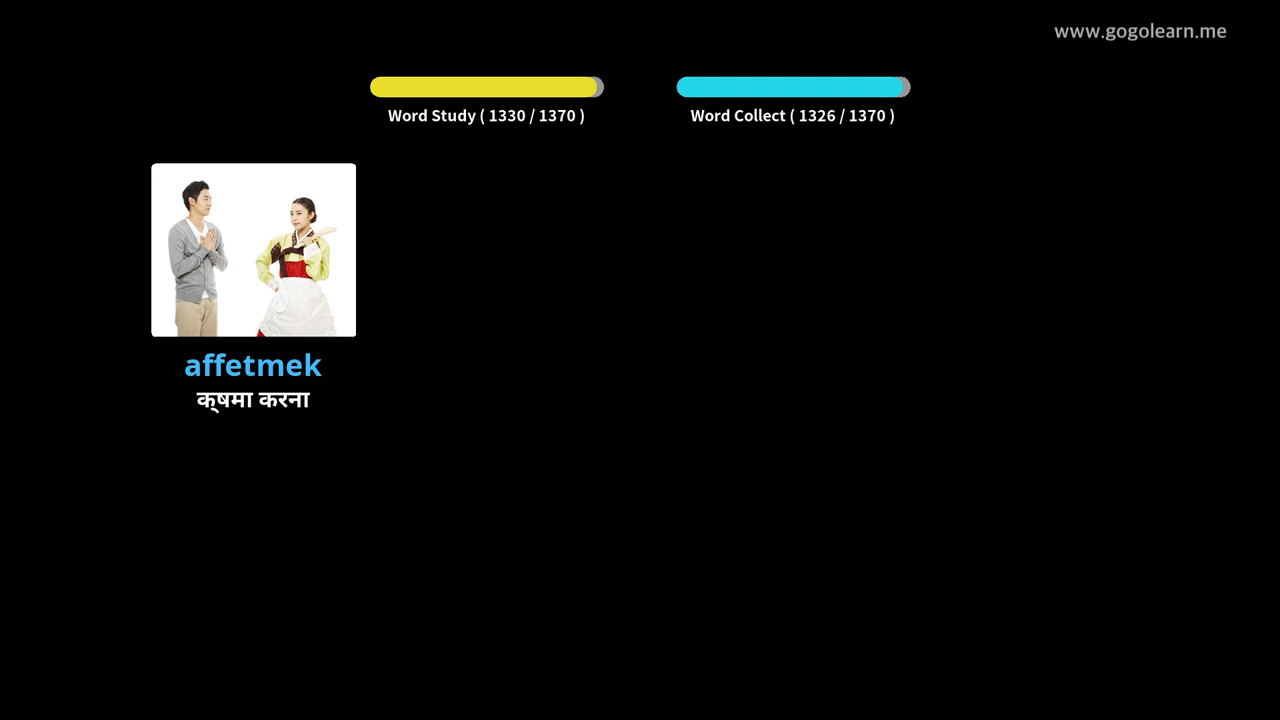 www.gogolearn.me
Word Study ( 1330 / 1370 )
Word Collect ( 1326 / 1370 )
affetmek
क्षमा करना